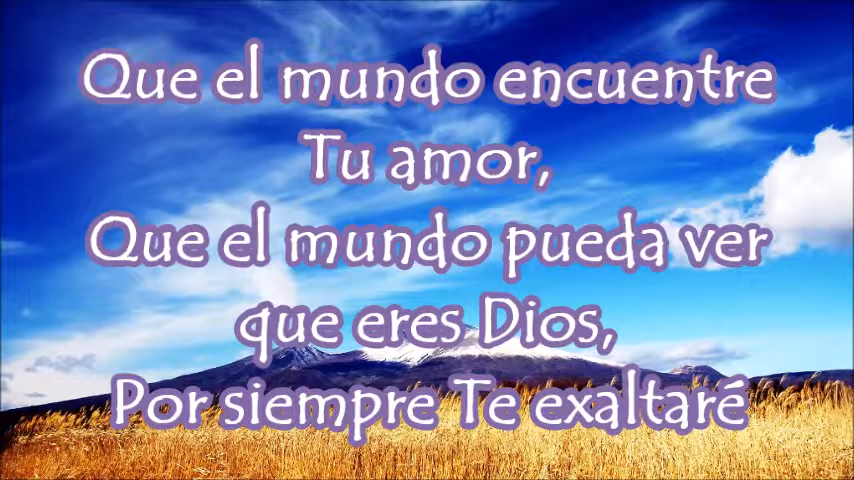 Que el mundo encuentre
Tu amor,
Que el mundo pueda ver
que eres Dios,
Por siempre Te exaltaré